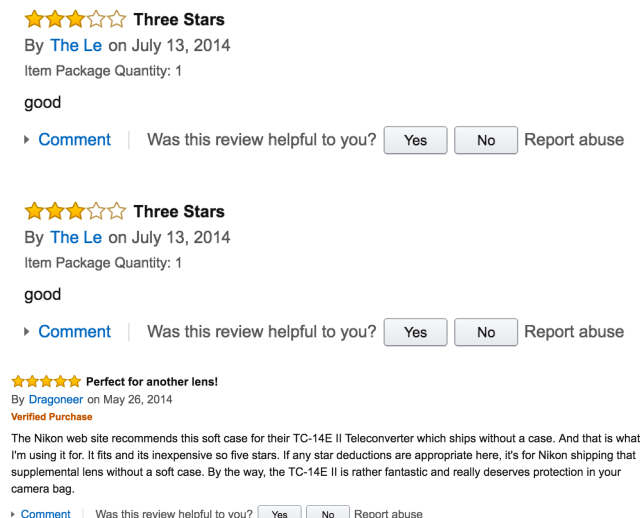 Three Stars
By The Le on July 13, 2014
Item Package Quantity: 1
good
Comment Was this review helpful to you? Yes No Report abuse
Three Stars
By The Le on July 13, 2014
Item Package Quantity: 1
good
Comment Was this review helpful to you? Yes No Report abuse
Perfect for another lens!
By Dragoneer on May 26, 2014
Verified Purchase
The Nikon web site recommends this soft case for their TC-14E II Teleconverter which ships without a case. And that is what
I'm using it for. It fits and its inexpensive so five stars. If any star deductions are appropriate here, it's for Nikon shipping that
supplemental lens without a soft case. By the way, the TC-14E II is rather fantastic and really deserves protection in your
camera bag.
Comment Was this review helpful to you? Yes No Report abuse